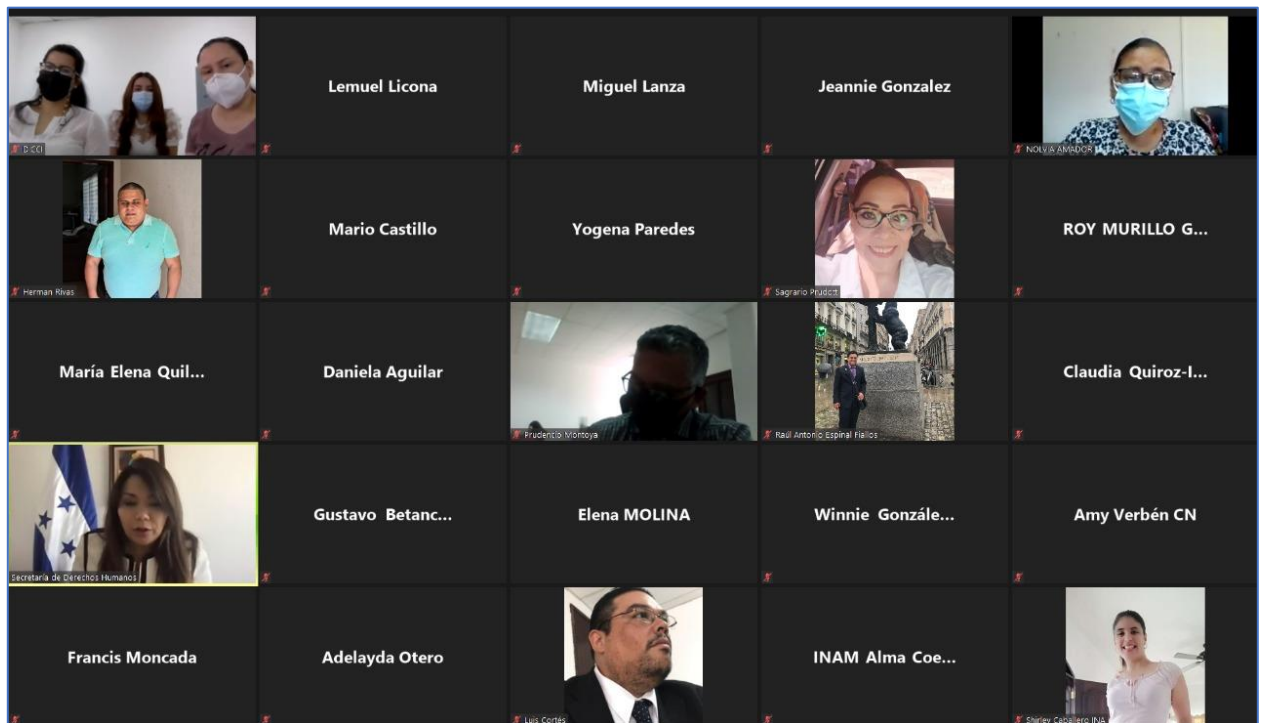 DICCI
Lemuel Licona
Miguel Lanza
Jeannie Gonzalez
NOLVIA AMADOR
Herman Rivas
Mario Castillo
Yogena Paredes
Sagrario Prudott
ROY MURILLO G...
María Elena Quil...
Daniela Aguilar
Prudencio Montoya
Raúl Antonio Espinal Fiallos
Claudia Quiroz-I...
Secretaría de Derechos Humanos
Gustavo Betanc...
Elena MOLINA
Winnie Gonzále...
Amy Verbén CN
Francis Moncada
Adelayda Otero
Luis Cortés
INAM Alma Coe...
Shirley Caballero INA